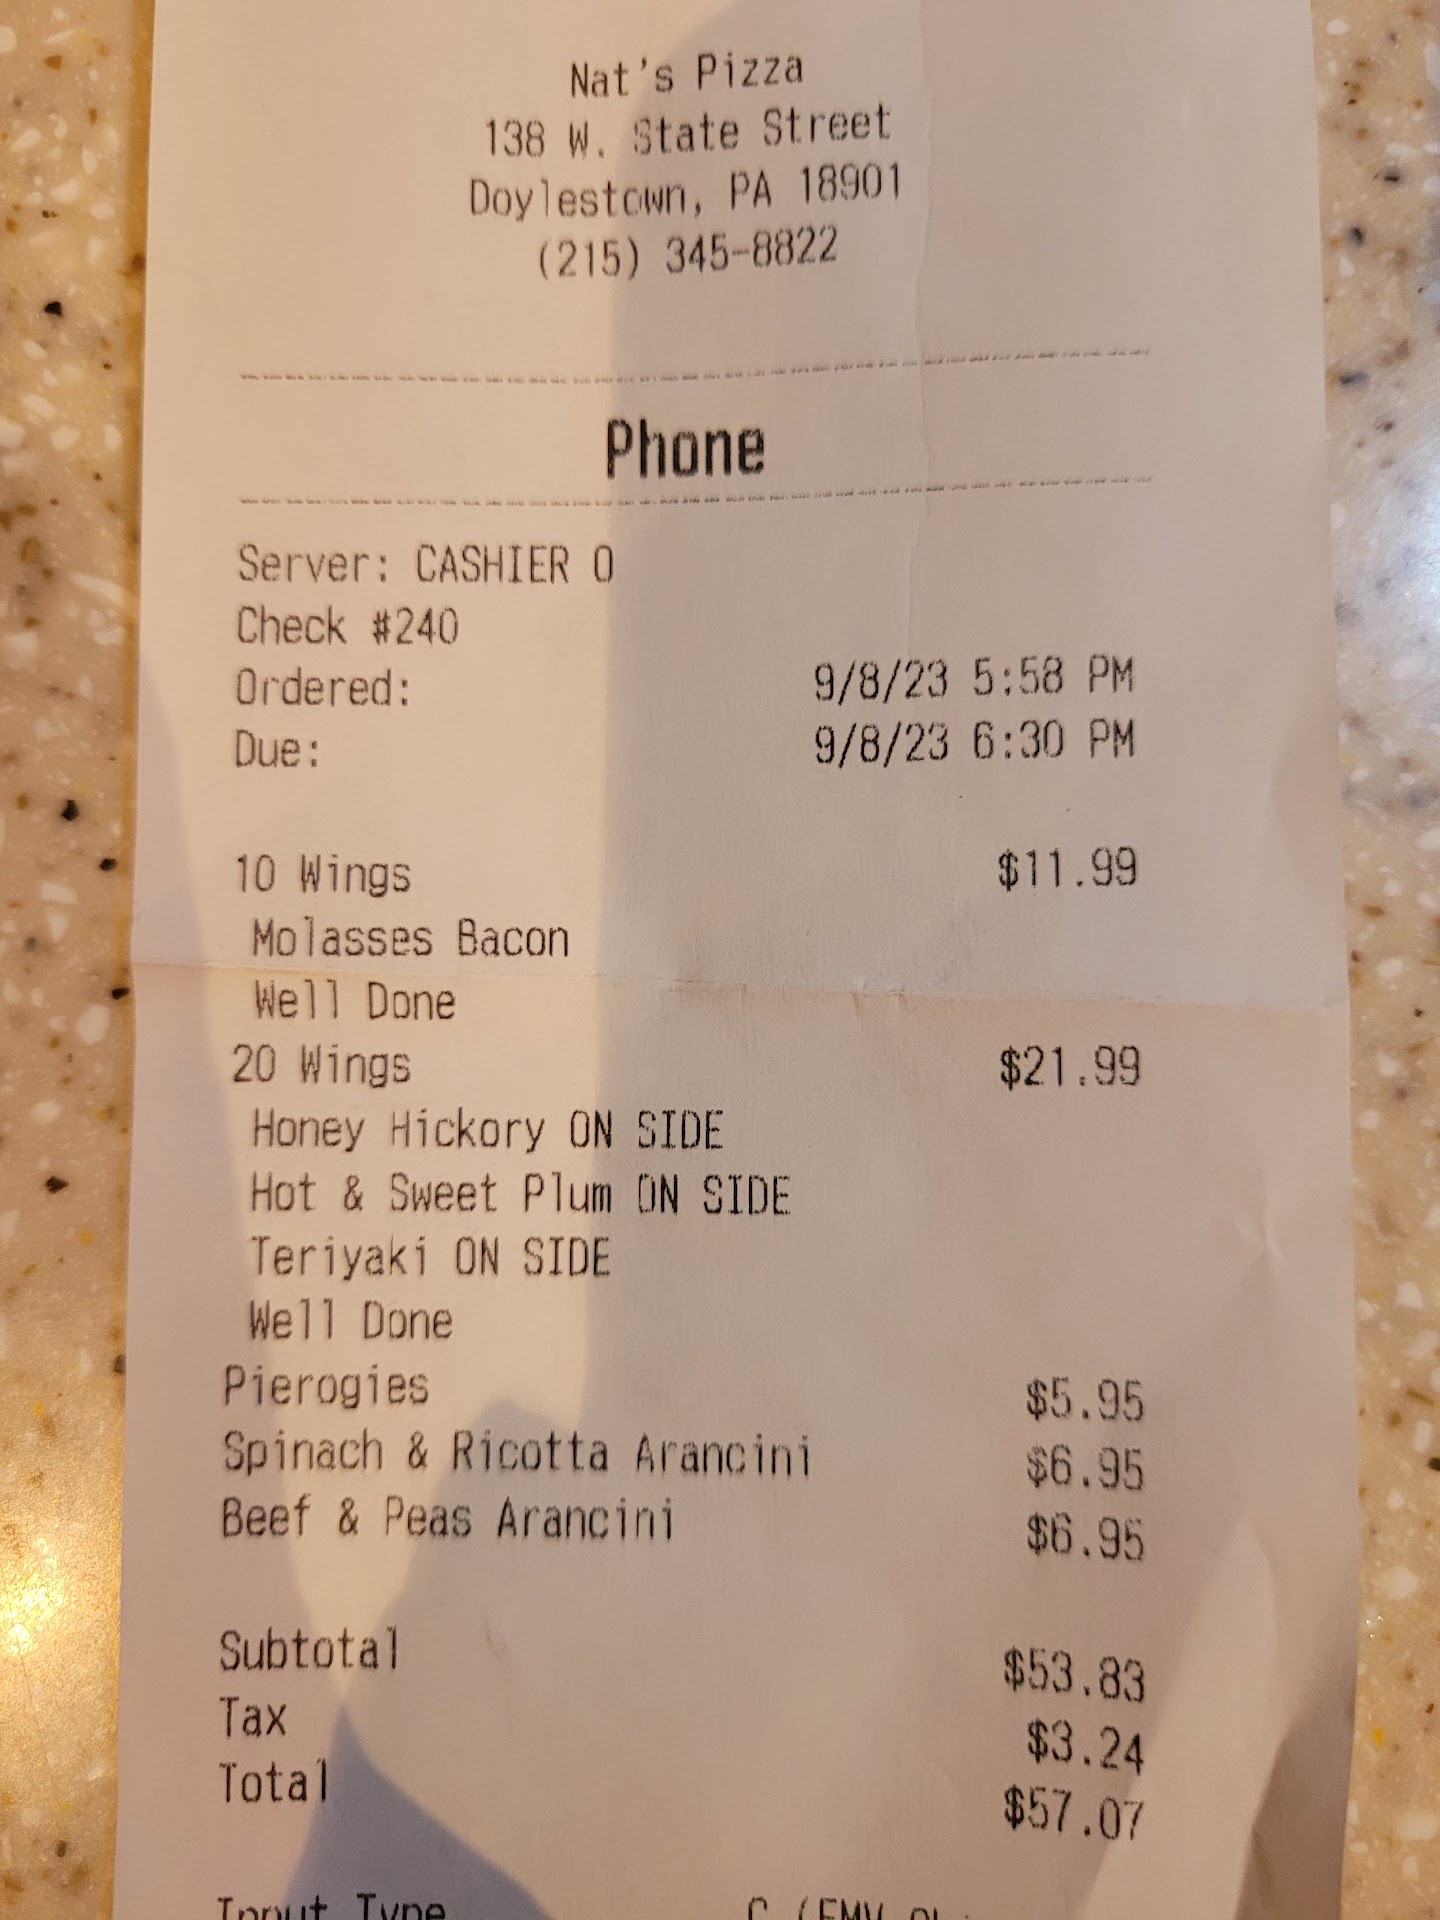 Nat's Pizza
138 W. State Street
Doylestown, PA 18901
(215) 345-8822
Phone
Server: CASHIER O
Check #240
Ordered: 9/8/23 5:58 PM
Due: 9/8/23 6:30 PM
10 Wings $11.99
Molasses Bacon
Well Done
20 Wings $21.99
Honey Hickory ON SIDE
Hot & Sweet Plum ON SIDE
Teriyaki ON SIDE
Well Done
Pierogies $5.95
Spinach & Ricotta Arancini $6.95
Beef & Peas Arancini $6.95
Subtotal $53.83
Tax $3.24
Total $57.07
Input Type C (EMV